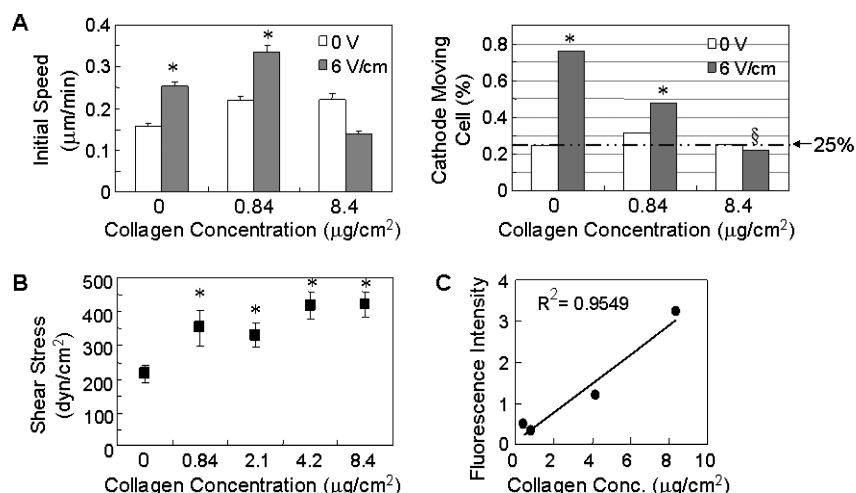 A
Initial Speed
(μm/min)
0.4
0.3
0.2
0.1
0
*
*
0 V
6 V/cm
0 0.84 8.4
Collagen Concentration (μg/cm²)
Cathode Moving
Cell (%)
0.8
0.6
0.4
0.2
0.0
*
*
§
0 V
6 V/cm
25%
0 0.84 8.4
Collagen Concentration (μg/cm²)
B
Shear Stress
(dyn/cm²)
500
400
300
200
100
0
* * * *
0 0.84 2.1 4.2 8.4
Collagen Concentration (μg/cm²)
C
Fluorescence Intensity
4
3
2
1
0
R²= 0.9549
0 2 4 6 8 10
Collagen Conc. (μg/cm²)